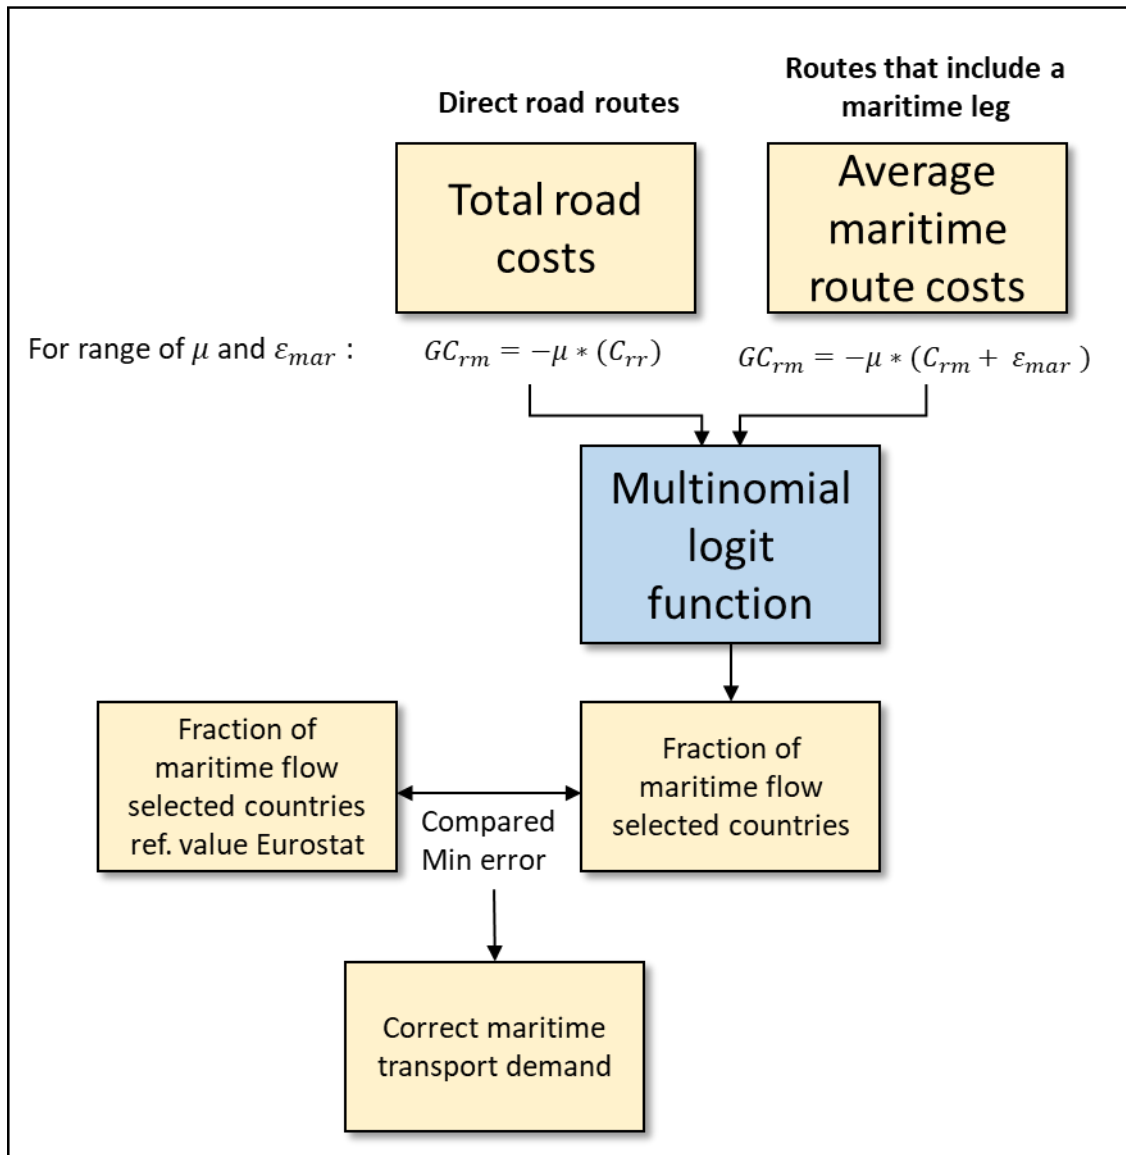 Direct road routes
Routes that include a
maritime leg
Total road
costs
Average
maritime
route costs
For range of μ and ε_mar :
GC_rm = −μ * (C_rr)
GC_rm = −μ * (C_rm + ε_mar )
Multinomial
logit
function
Fraction of
maritime flow
selected countries
ref. value Eurostat
Compared
Min error
Fraction of
maritime flow
selected countries
Correct maritime
transport demand